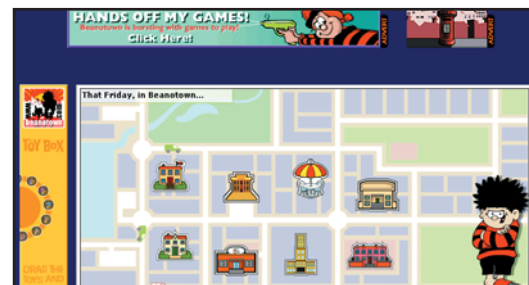 HANDS OFF MY GAMES!
Beanotown is bursting with games to play!
Click Here!
ADVERT
ADVERT
That Friday, in Beanotown...
beanotown
TOY BOX
DRAG THE
TOYS AND